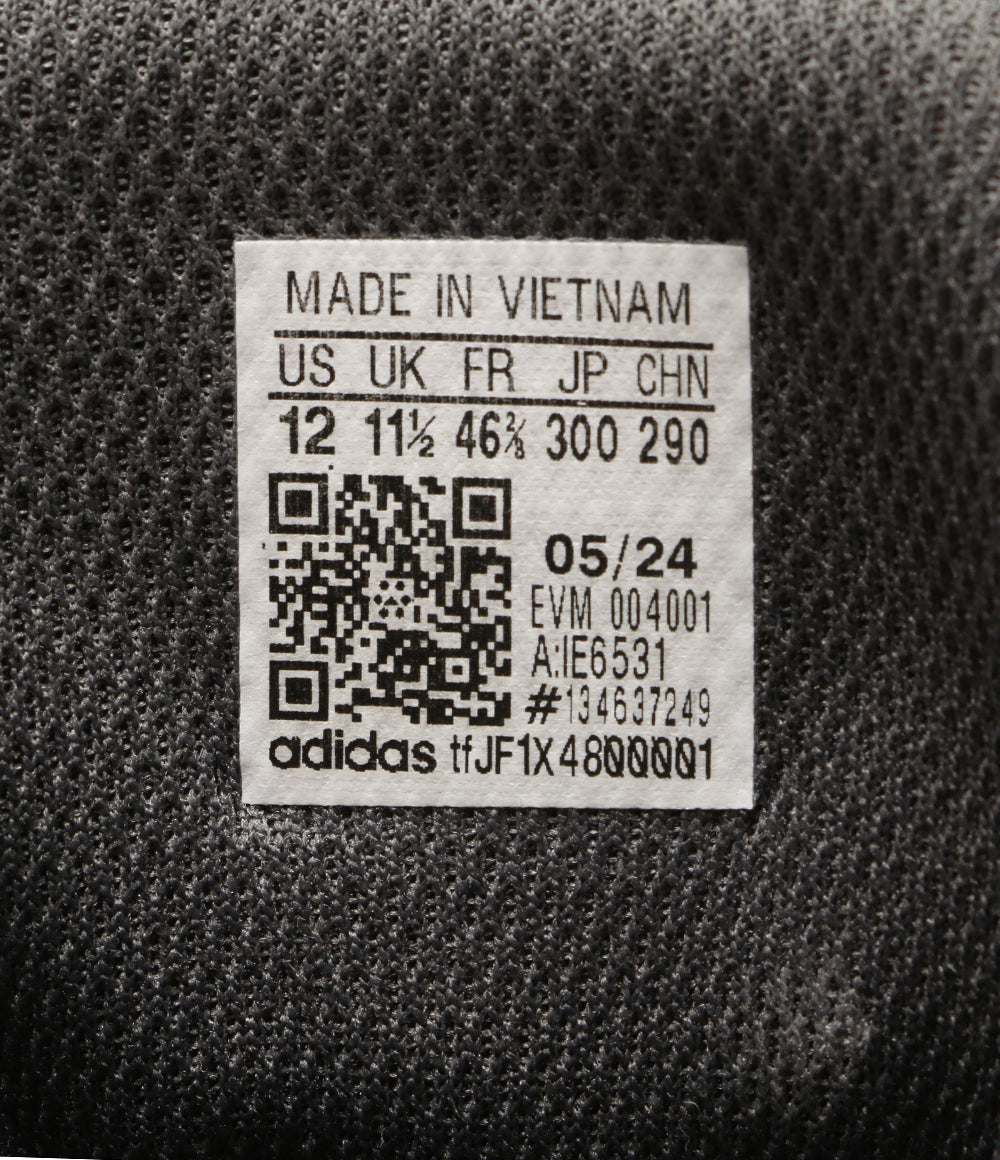 MADE IN VIETNAM
US UK FR JP CHN
12 11½ 46⅔ 300 290
05/24
EVM 004001
A:IE6531
#134637249
adidas tfJF1X48000001